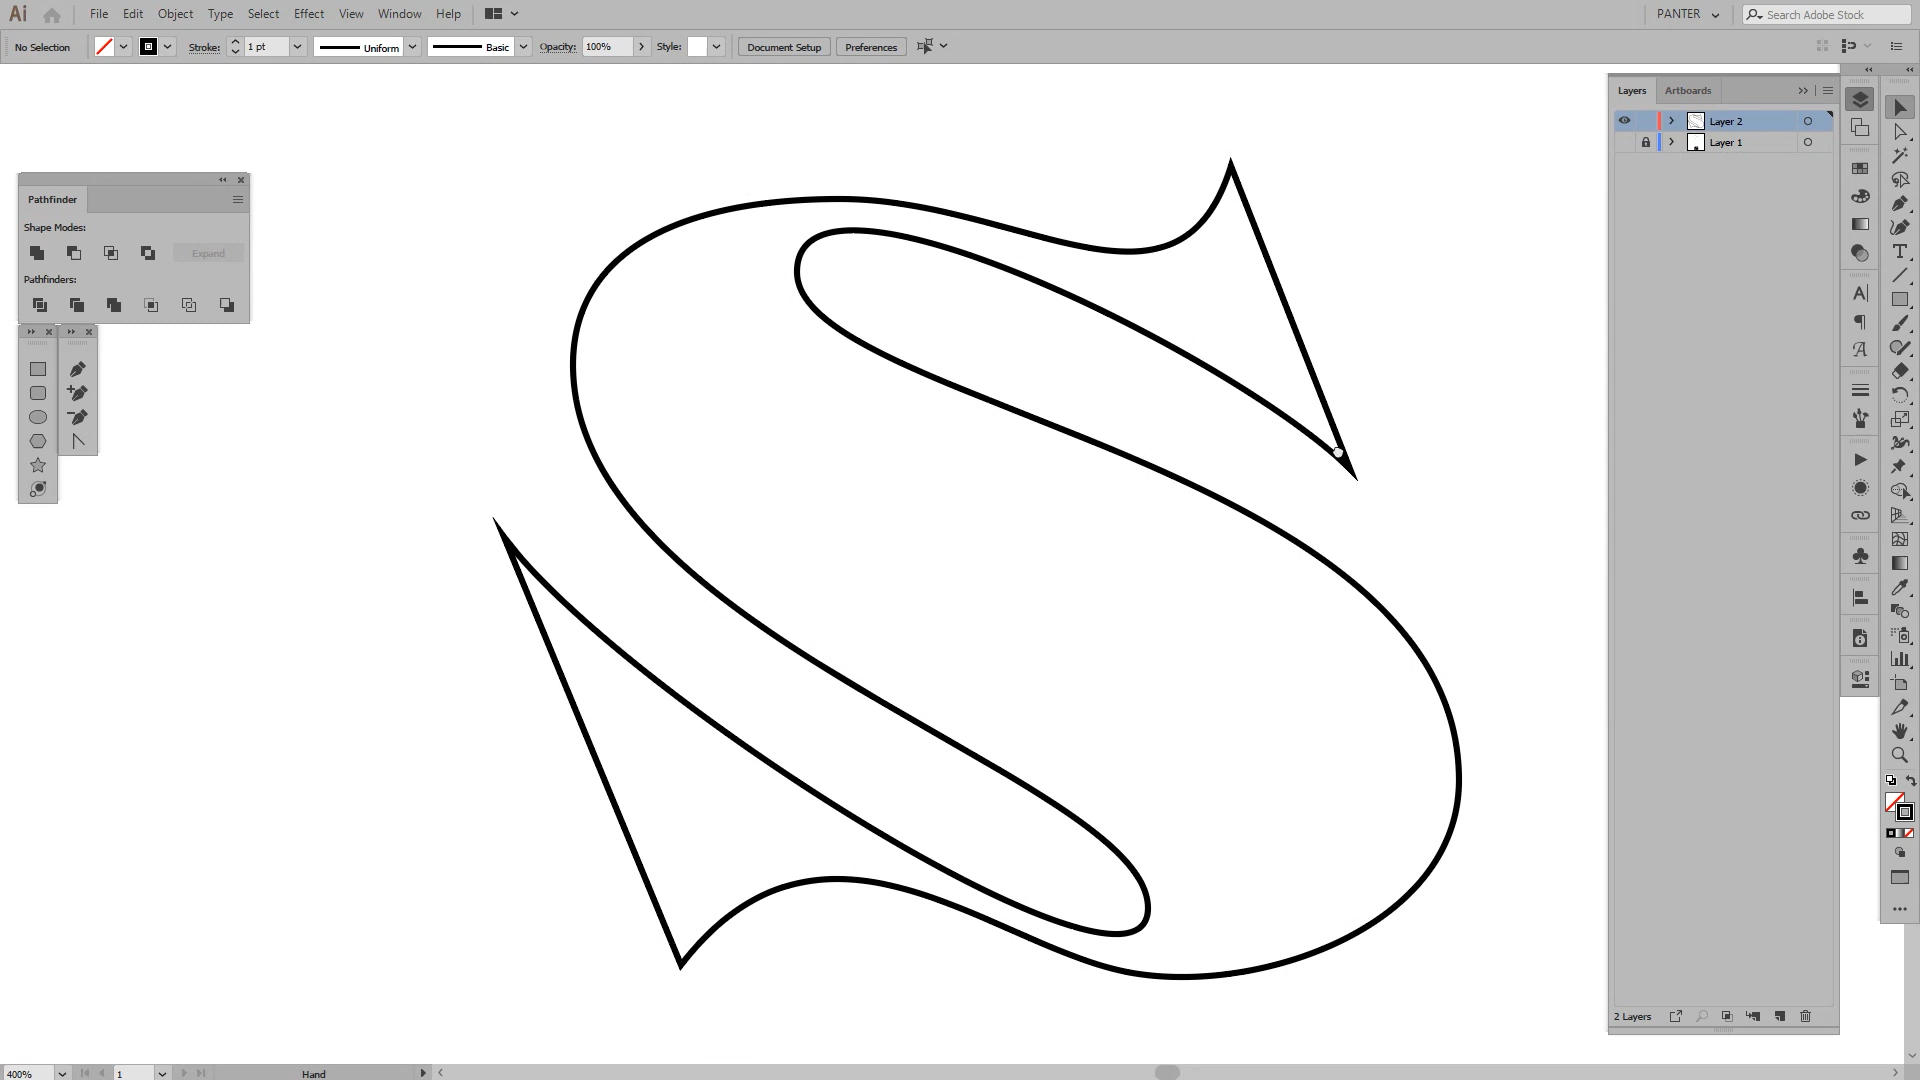 Ai File Edit Object Type Select Effect View Window Help PANTER Search Adobe Stock
No Selection Stroke: 1 pt Uniform Basic Opacity: 100% Style: Document Setup Preferences
Layers Artboards
Layer 2
Layer 1
Pathfinder
Shape Modes:
Expand
Pathfinders:
S
2 Layers
400% 1 Hand